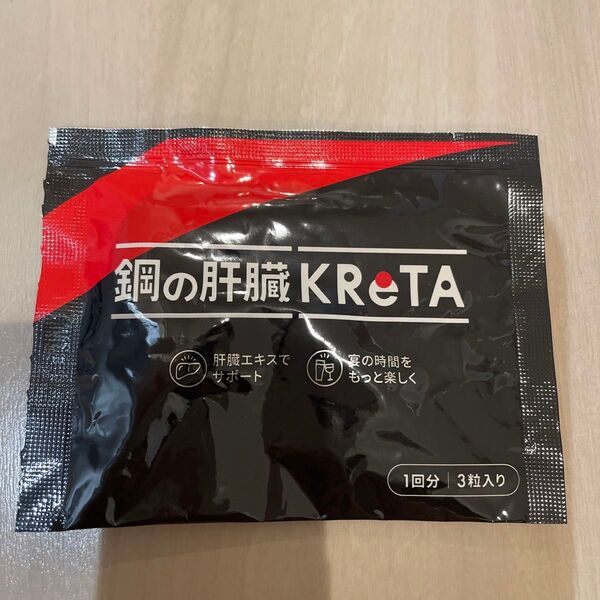 鋼の肝臓 KReTA
肝臓エキスで
サポート
宴の時間を
もっと楽しく
1回分 | 3粒入り